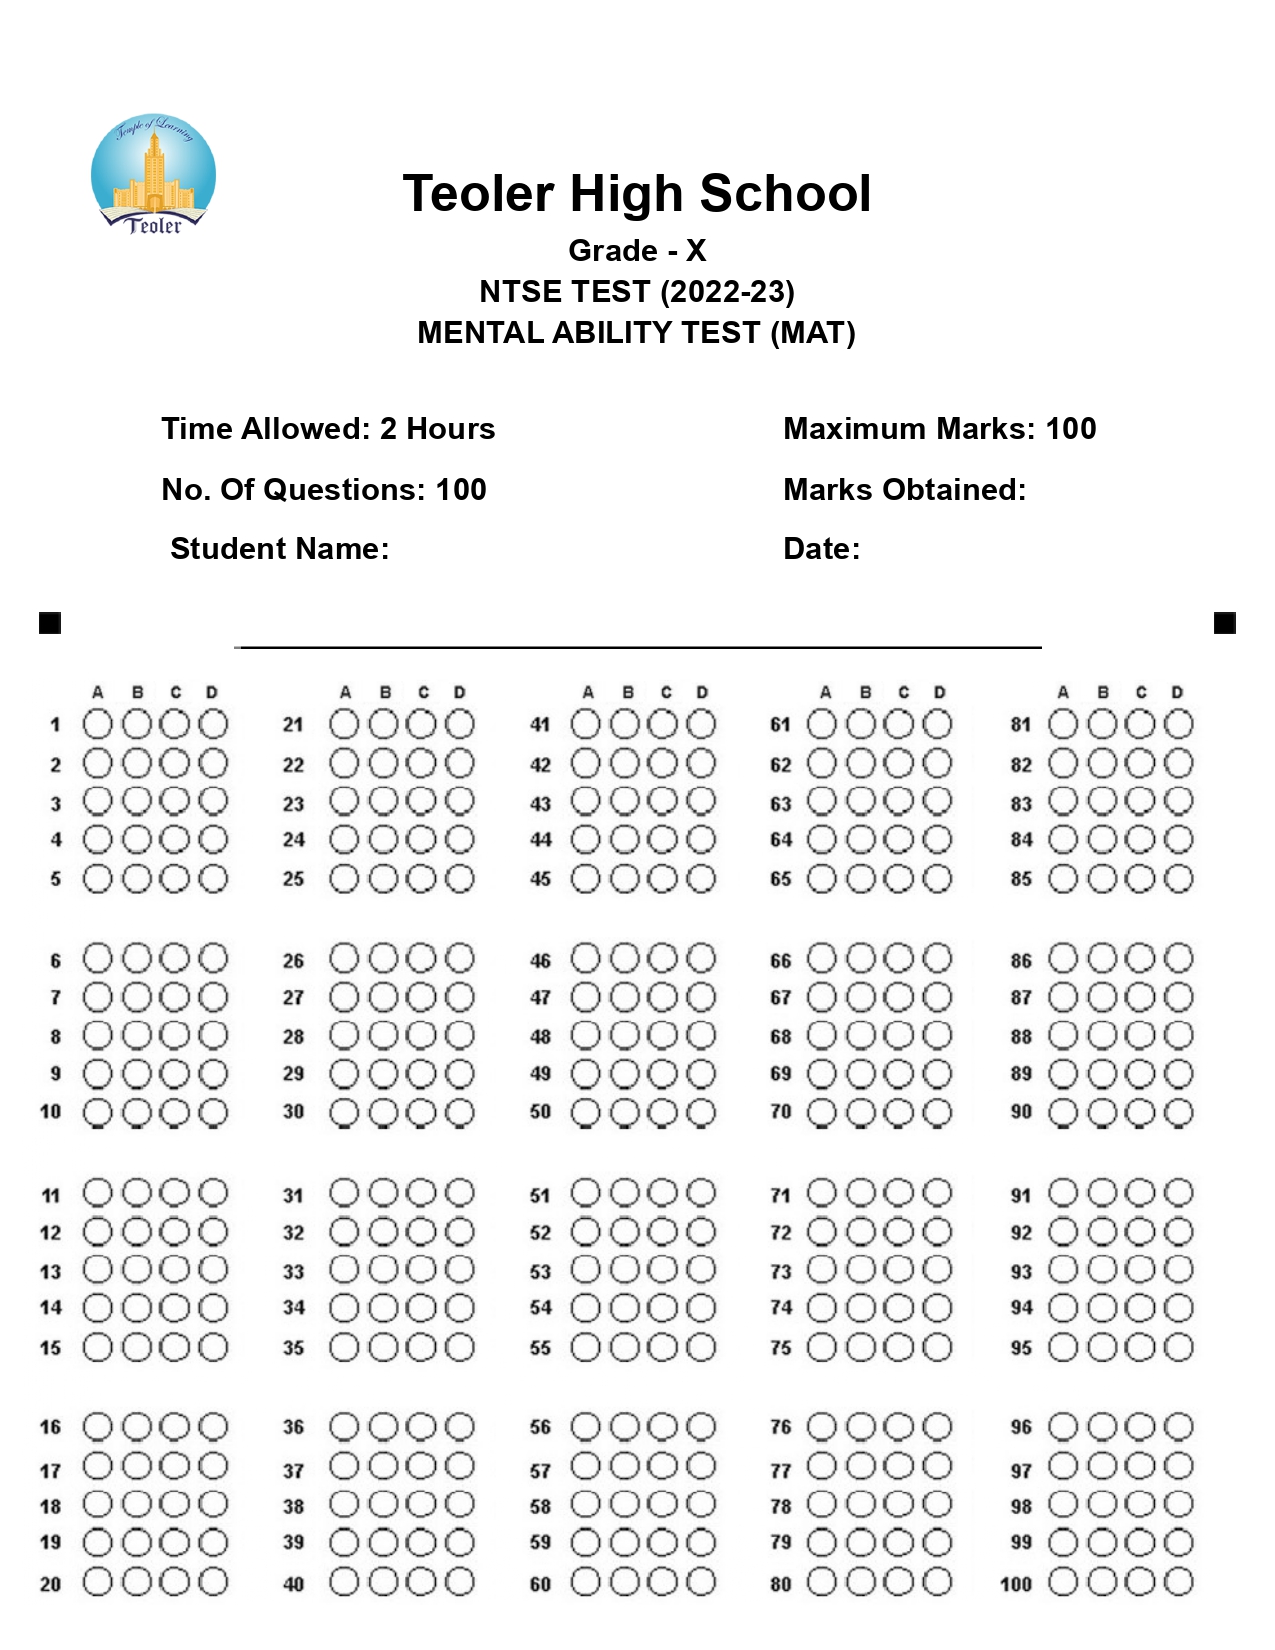 Temple of Learning
Teoler
Teoler High School
Grade - X
NTSE TEST (2022-23)
MENTAL ABILITY TEST (MAT)
Time Allowed: 2 Hours Maximum Marks: 100
No. Of Questions: 100 Marks Obtained:
Student Name: Date:
A B C D A B C D A B C D A B C D A B C D
1 21 41 61 81
2 22 42 62 82
3 23 43 63 83
4 24 44 64 84
5 25 45 65 85
6 26 46 66 86
7 27 47 67 87
8 28 48 68 88
9 29 49 69 89
10 30 50 70 90
11 31 51 71 91
12 32 52 72 92
13 33 53 73 93
14 34 54 74 94
15 35 55 75 95
16 36 56 76 96
17 37 57 77 97
18 38 58 78 98
19 39 59 79 99
20 40 60 80 100